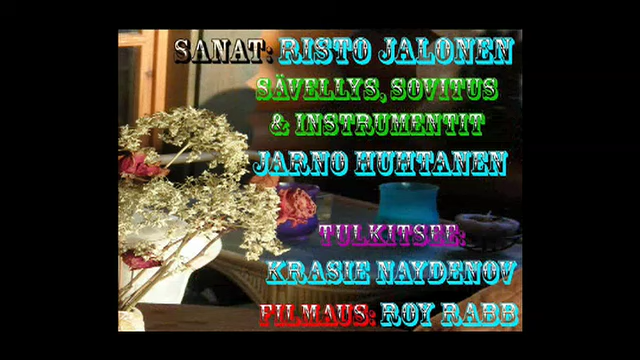 SANAT: RISTO JALONEN
SÄVELLYS, SOVITUS
& INSTRUMENTIT
JARNO HUHTANEN
TULKITSEE:
KRASIE NAYDENOV
FILMAUS: ROY RABB